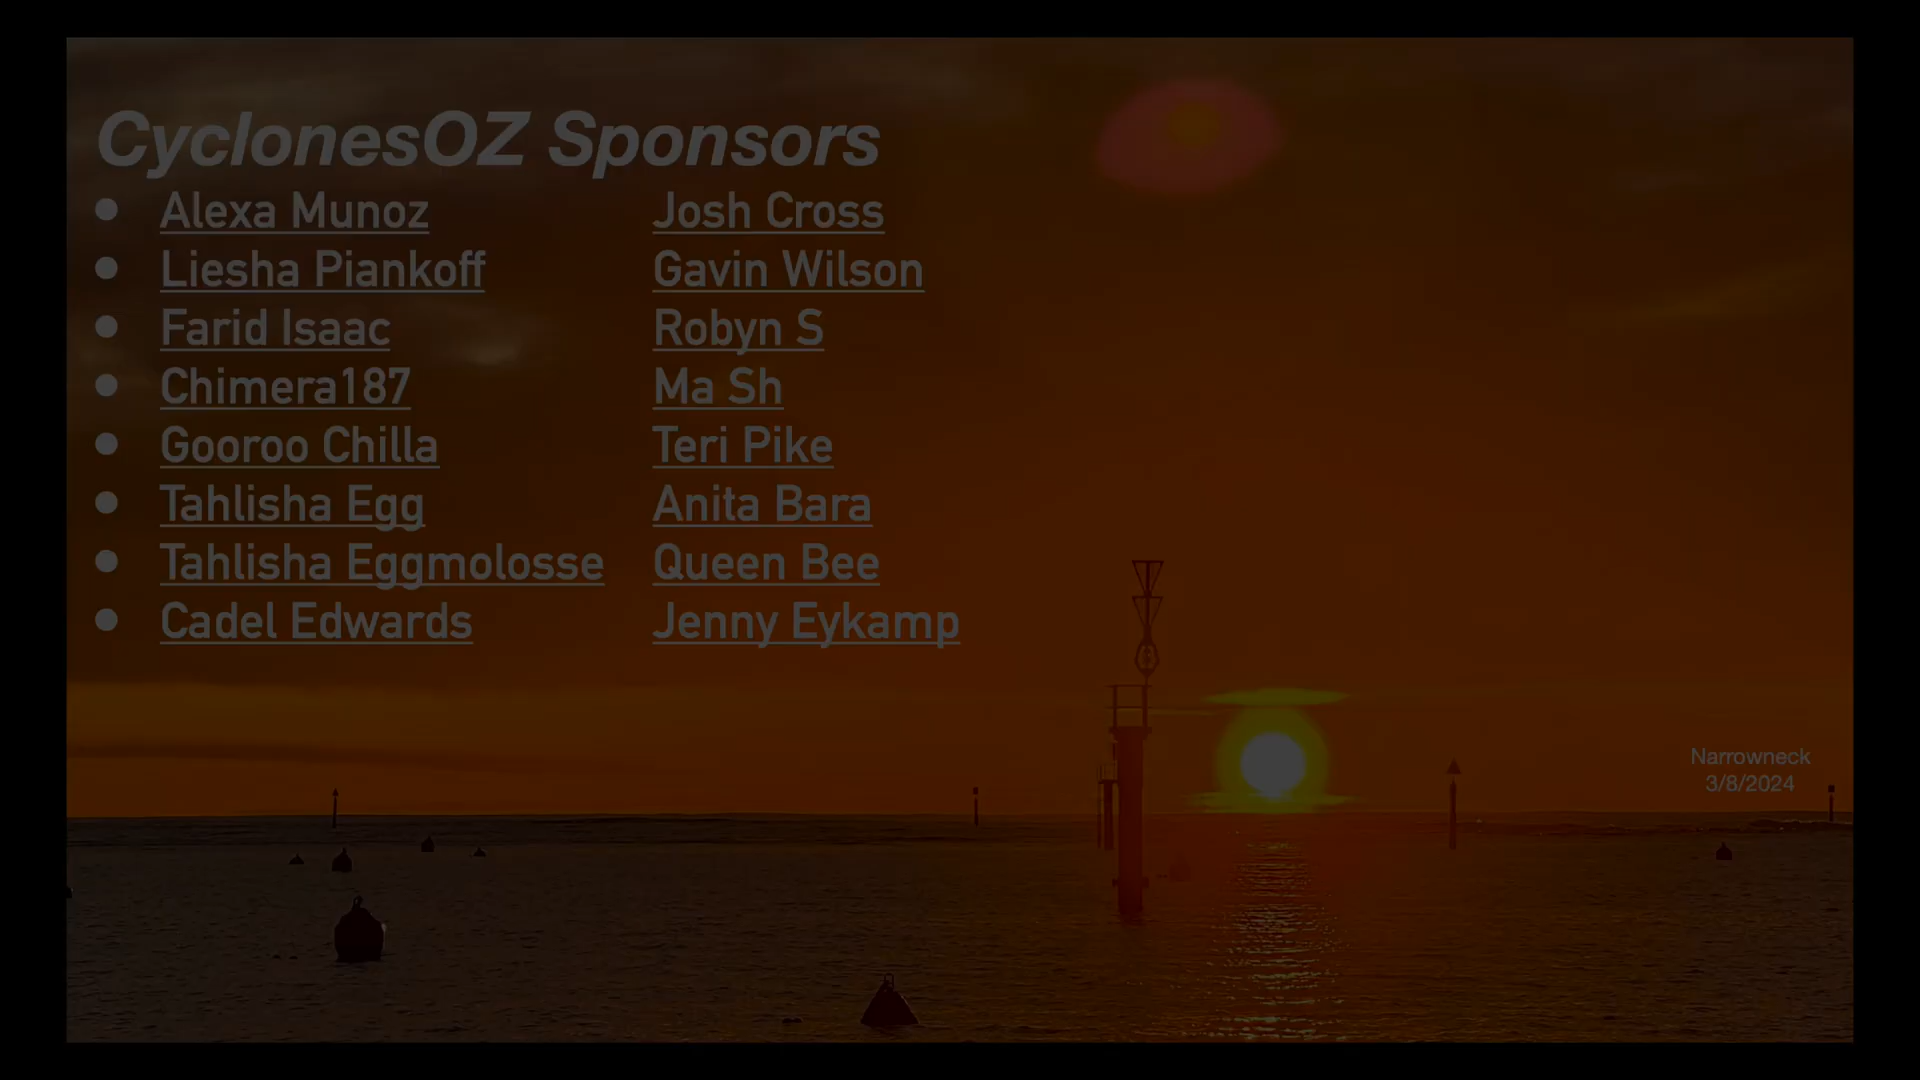 CyclonesOZ Sponsors
Alexa Munoz Josh Cross
Liesha Piankoff Gavin Wilson
Farid Isaac Robyn S
Chimera187 Ma Sh
Gooroo Chilla Teri Pike
Tahlisha Egg Anita Bara
Tahlisha Eggmolosse Queen Bee
Cadel Edwards Jenny Eykamp
Narrowneck
3/8/2024